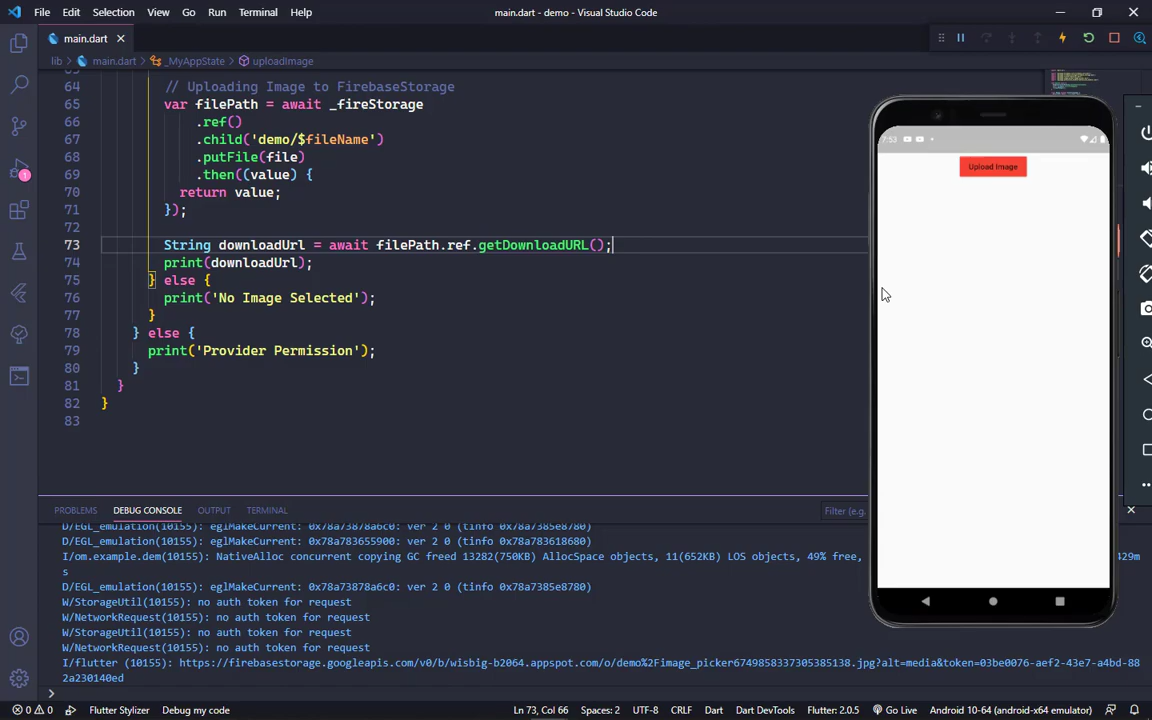 File Edit Selection View Go Run Terminal Help
main.dart - demo - Visual Studio Code
main.dart
lib > main.dart > _MyAppState > uploadImage
64 // Uploading Image to FirebaseStorage
65 var filePath = await _fireStorage
66 .ref()
67 .child('demo/$fileName')
68 .putFile(file)
69 .then((value) {
70 return value;
71 });
72
73 String downloadUrl = await filePath.ref.getDownloadURL();
74 print(downloadUrl);
75 } else {
76 print('No Image Selected');
77 }
78 } else {
79 print('Provider Permission');
80 }
81 }
82 }
83
7:53
Upload Image
1
PROBLEMS DEBUG CONSOLE OUTPUT TERMINAL
Filter (e.g.
D/EGL_emulation(10155): eglMakeCurrent: 0x78a73878a6c0: ver 2 0 (tinfo 0x78a7385e8780)
D/EGL_emulation(10155): eglMakeCurrent: 0x78a783655900: ver 2 0 (tinfo 0x78a783618680)
I/om.example.dem(10155): NativeAlloc concurrent copying GC freed 13282(750KB) AllocSpace objects, 11(652KB) LOS objects, 49% free, 429m
s
D/EGL_emulation(10155): eglMakeCurrent: 0x78a73878a6c0: ver 2 0 (tinfo 0x78a7385e8780)
W/StorageUtil(10155): no auth token for request
W/NetworkRequest(10155): no auth token for request
W/StorageUtil(10155): no auth token for request
W/NetworkRequest(10155): no auth token for request
I/flutter (10155): https://firebasestorage.googleapis.com/v0/b/wisbig-b2064.appspot.com/o/demo%2Fimage_picker6749858337305385138.jpg?alt=media&token=03be0076-aef2-43e7-a4bd-88
2a230140ed
0 0 Flutter Stylizer Debug my code Ln 73, Col 66 Spaces: 2 UTF-8 CRLF Dart Dart DevTools Flutter: 2.0.5 Go Live Android 10-64 (android-x64 emulator)